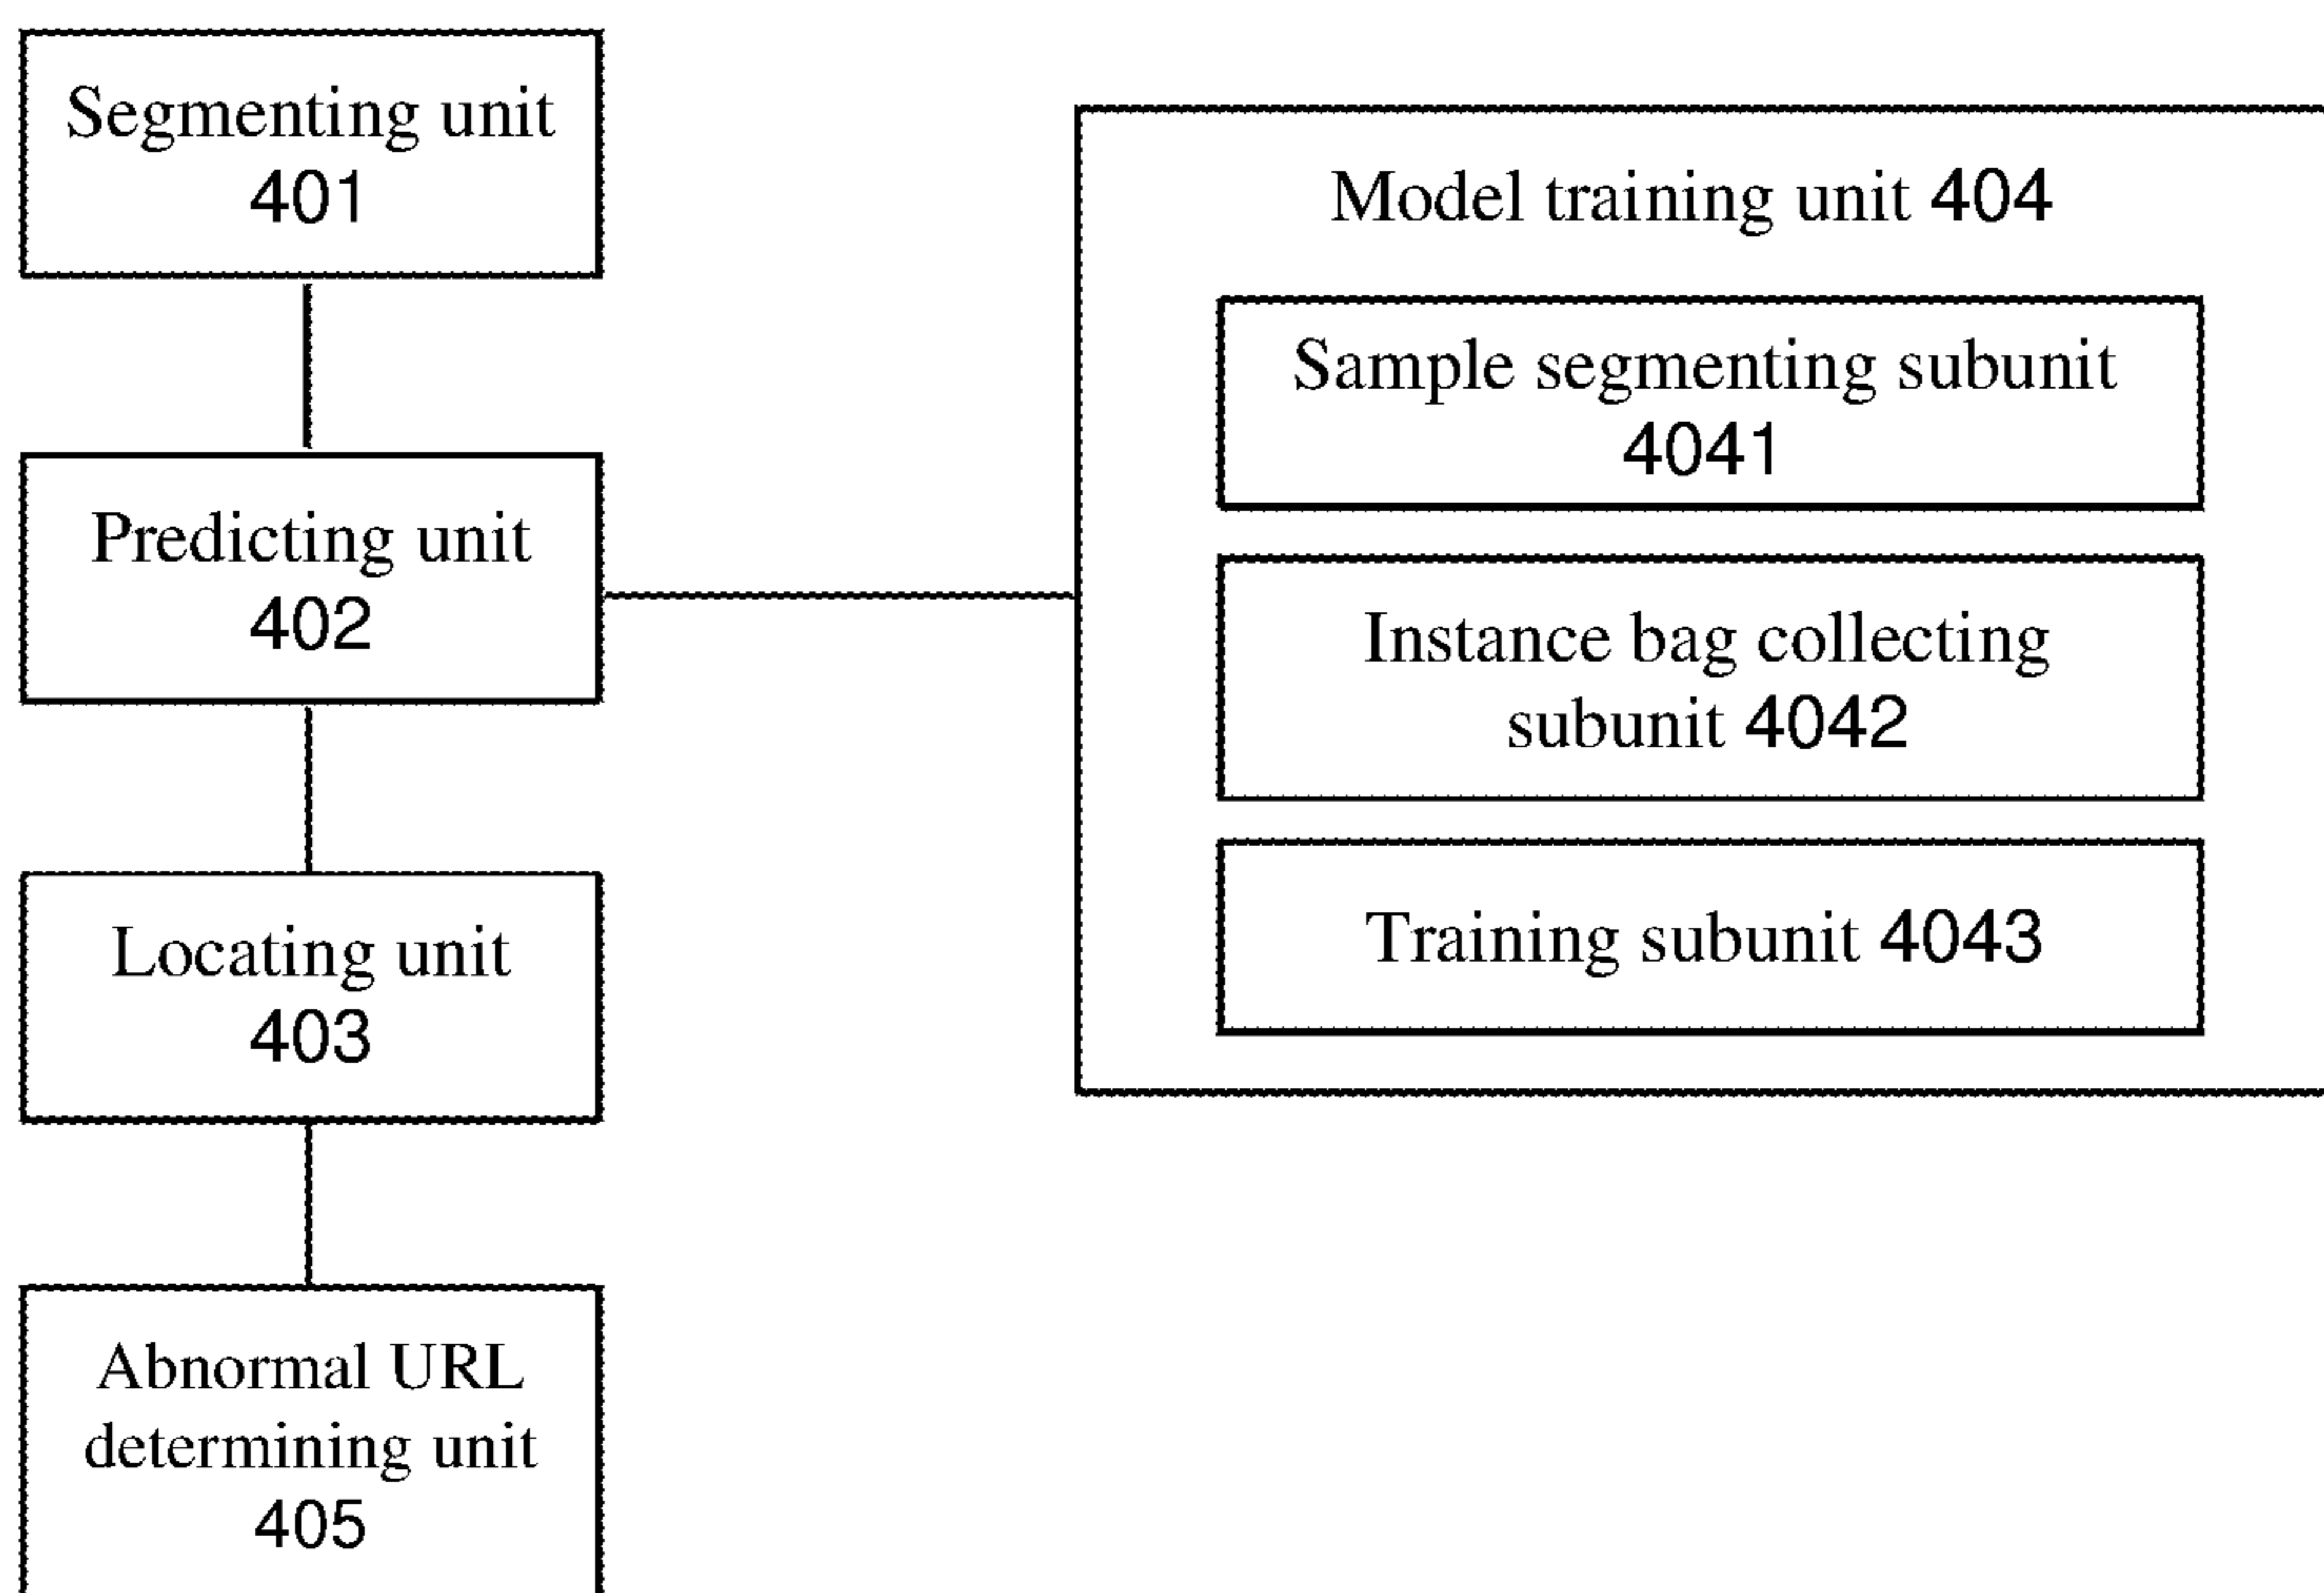 Segmenting unit
401
Predicting unit
402
Locating unit
403
Abnormal URL
determining unit
405
Model training unit 404
Sample segmenting subunit
4041
Instance bag collecting
subunit 4042
Training subunit 4043